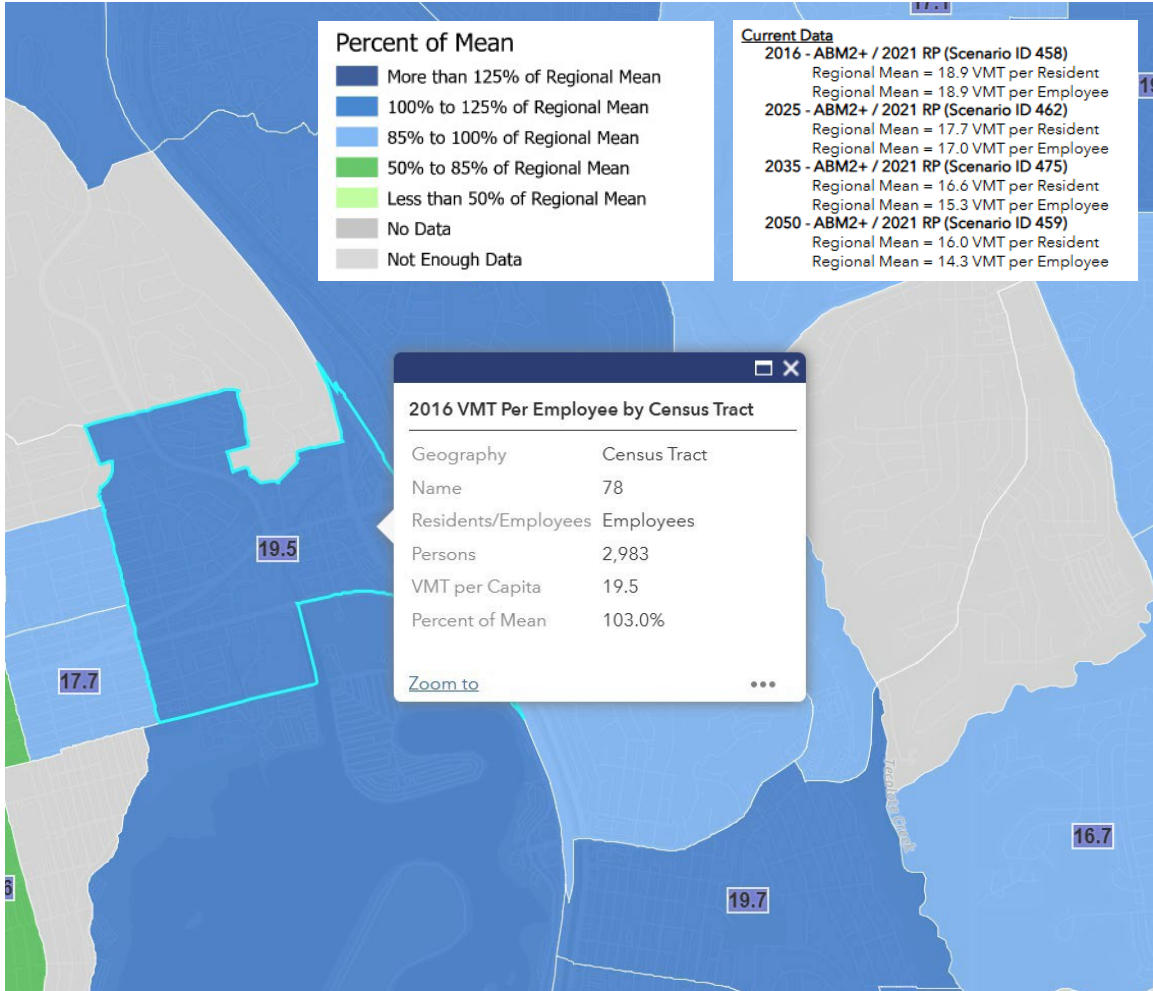 17.1
Percent of Mean
More than 125% of Regional Mean
100% to 125% of Regional Mean
85% to 100% of Regional Mean
50% to 85% of Regional Mean
Less than 50% of Regional Mean
No Data
Not Enough Data
Current Data
2016 - ABM2+ / 2021 RP (Scenario ID 458)
Regional Mean = 18.9 VMT per Resident
Regional Mean = 18.9 VMT per Employee
2025 - ABM2+ / 2021 RP (Scenario ID 462)
Regional Mean = 17.7 VMT per Resident
Regional Mean = 17.0 VMT per Employee
2035 - ABM2+ / 2021 RP (Scenario ID 475)
Regional Mean = 16.6 VMT per Resident
Regional Mean = 15.3 VMT per Employee
2050 - ABM2+ / 2021 RP (Scenario ID 459)
Regional Mean = 16.0 VMT per Resident
Regional Mean = 14.3 VMT per Employee
2016 VMT Per Employee by Census Tract
Geography Census Tract
Name 78
Residents/Employees Employees
Persons 2,983
VMT per Capita 19.5
Percent of Mean 103.0%
Zoom to
19.5
17.7
Tecolote Creek
16.7
19.7